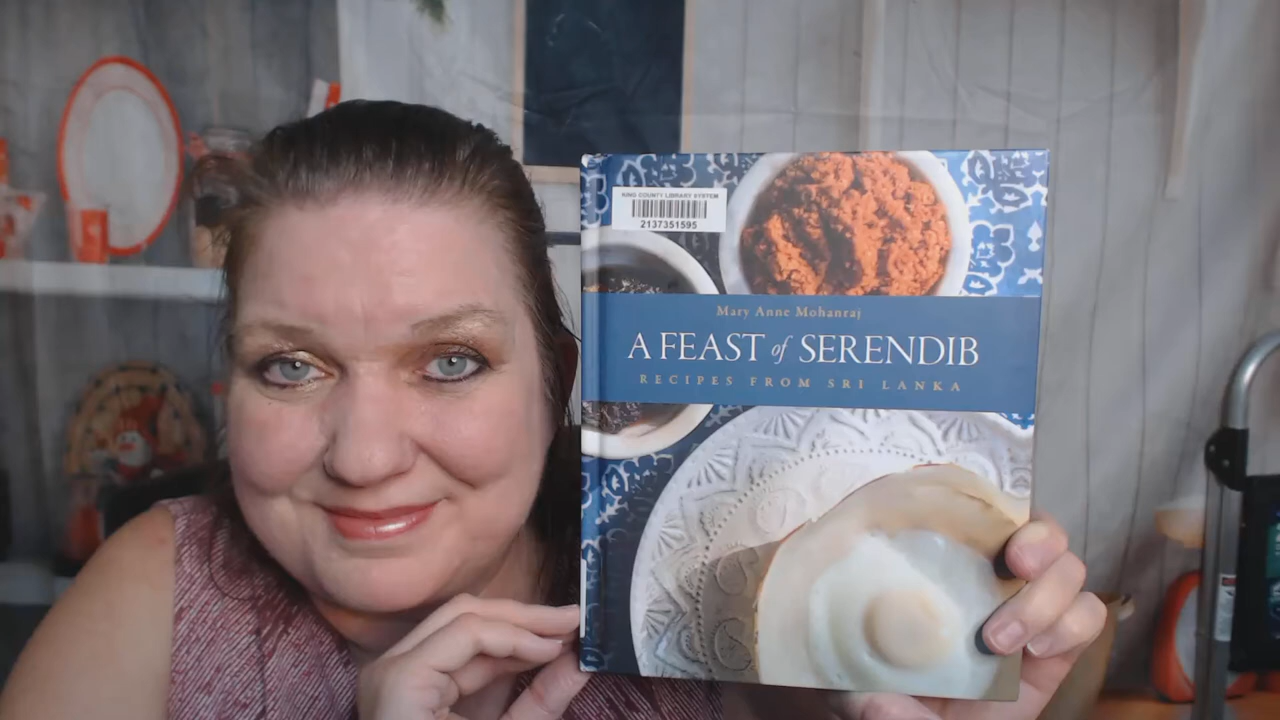 KING COUNTY LIBRARY SYSTEM
2137351595
Mary Anne Mohanraj
A FEAST of SERENDIB
RECIPES FROM SRI LANKA